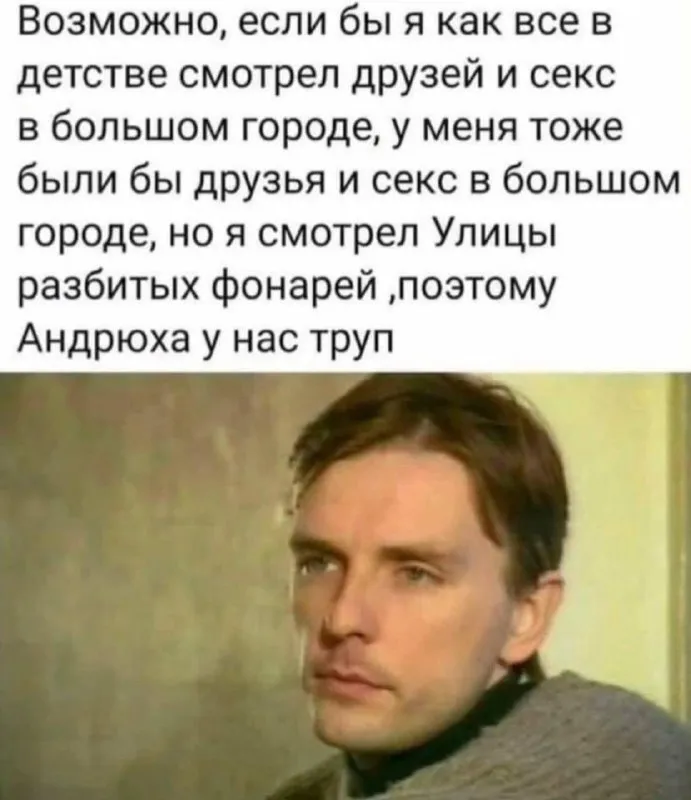 Возможно, если бы я как все в
детстве смотрел друзей и секс
в большом городе, у меня тоже
были бы друзья и секс в большом
городе, но я смотрел Улицы
разбитых фонарей ,поэтому
Андрюха у нас труп